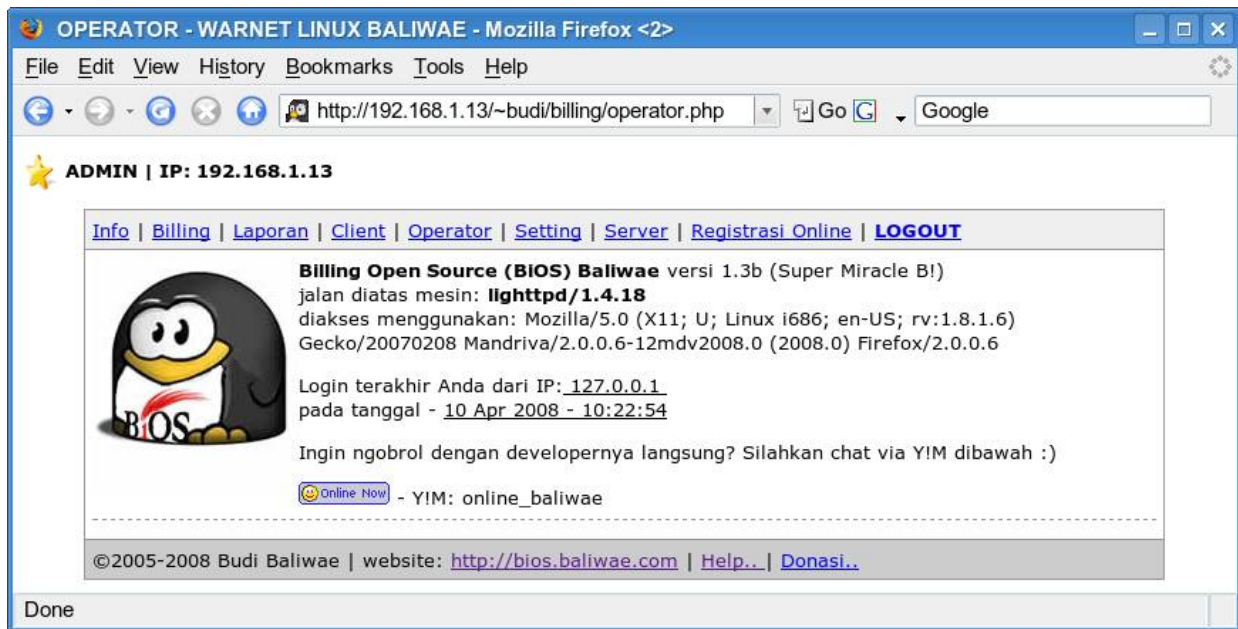 OPERATOR - WARNET LINUX BALIWAE - Mozilla Firefox <2>
File Edit View History Bookmarks Tools Help
http://192.168.1.13/~budi/billing/operator.php Go G Google
ADMIN | IP: 192.168.1.13
Info | Billing | Laporan | Client | Operator | Setting | Server | Registrasi Online | LOGOUT
Billing Open Source (BiOS) Baliwae versi 1.3b (Super Miracle B!)
jalan diatas mesin: lighttpd/1.4.18
diakses menggunakan: Mozilla/5.0 (X11; U; Linux i686; en-US; rv:1.8.1.6)
Gecko/20070208 Mandriva/2.0.0.6-12mdv2008.0 (2008.0) Firefox/2.0.0.6
Login terakhir Anda dari IP: 127.0.0.1
pada tanggal - 10 Apr 2008 - 10:22:54
BiOS
Ingin ngobrol dengan developernya langsung? Silahkan chat via Y!M dibawah :)
Online Now - Y!M: online_baliwae
©2005-2008 Budi Baliwae | website: http://bios.baliwae.com | Help.. | Donasi..
Done